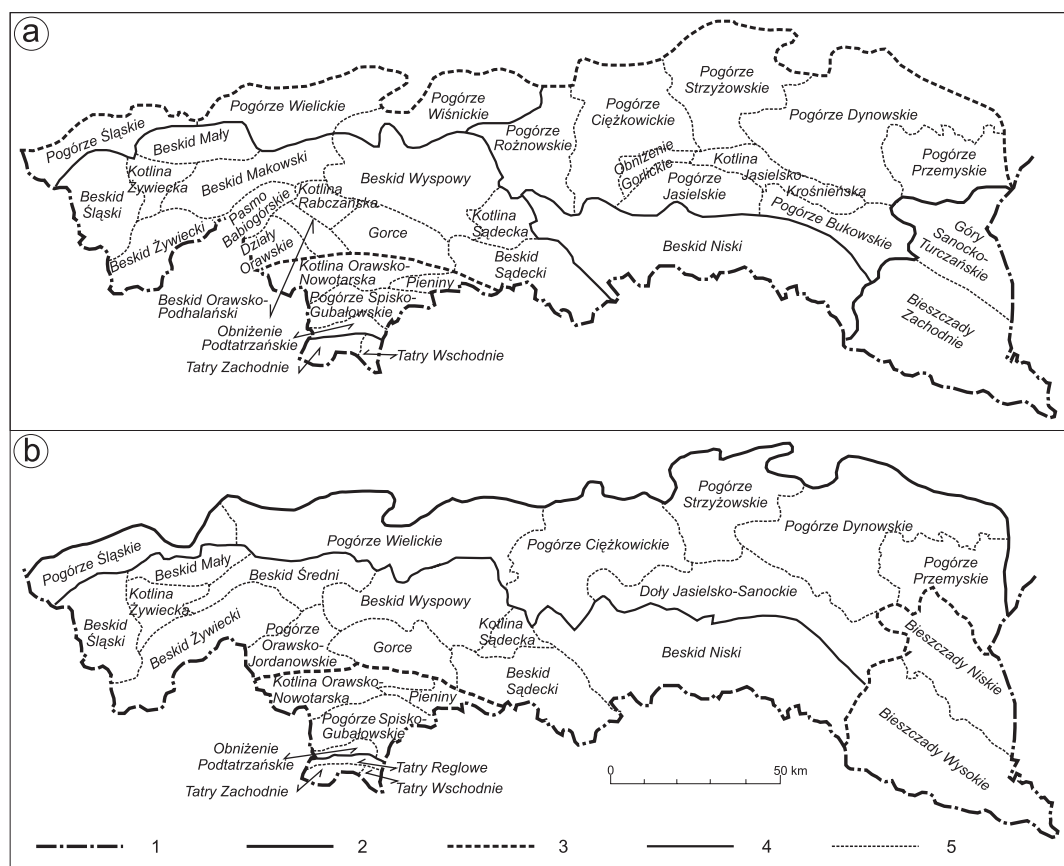 a
Pogórze Śląskie
Pogórze Wielickie
Pogórze
Wiśnickie
Pogórze
Rożnowskie
Pogórze
Ciężkowickie
Pogórze
Strzyżowskie
Pogórze Dynowskie
Pogórze
Przemyskie
Beskid Mały
Beskid
Śląski
Kotlina
Żywiecka
Beskid Makowski
Beskid Żywiecki
Pasmo
Babiogórskie
Działy
Orawskie
Kotlina
Rabczańska
Beskid Wyspowy
Gorce
Kotlina
Sądecka
Beskid
Sądecki
Obniżenie
Gorlickie
Pogórze
Jasielskie
Kotlina
Jasielsko-
Krośnieńska
Pogórze Bukowskie
Beskid Niski
Góry
Sanocko-
Turczańskie
Bieszczady
Zachodnie
Kotlina Orawsko-
Nowotarska
Pieniny
Pogórze Spisko-
Gubałowskie
Beskid Orawsko-
Podhalański
Obniżenie
Podtatrzańskie
Tatry Zachodnie
Tatry Wschodnie
b
Pogórze Śląskie
Pogórze Wielickie
Pogórze Ciężkowickie
Pogórze
Strzyżowskie
Pogórze Dynowskie
Pogórze
Przemyskie
Beskid Mały
Beskid
Śląski
Kotlina
Żywiecka
Beskid Średni
Beskid Żywiecki
Pogórze
Orawsko-
Jordanowskie
Beskid Wyspowy
Gorce
Kotlina
Sądecka
Beskid
Sądecki
Doły Jasielsko-Sanockie
Beskid Niski
Bieszczady Niskie
Bieszczady Wysokie
Kotlina Orawsko-
Nowotarska
Pieniny
Pogórze Spisko-
Gubałowskie
Obniżenie
Podtatrzańskie
Tatry Reglowe
Tatry Zachodnie
Tatry Wschodnie
0 50 km
1 2 3 4 5